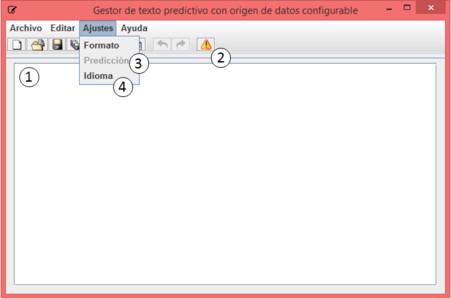 Gestor de texto predictivo con origen de datos configurable
Archivo Editar Ajustes Ayuda
Formato
2
Predicción
3
1
Idioma
4